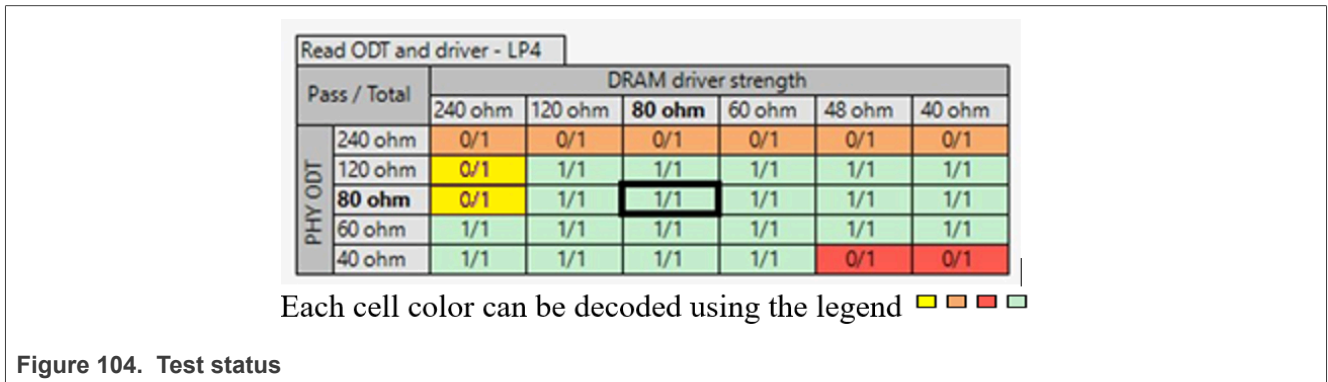 Read ODT and driver - LP4
Pass / Total DRAM driver strength
240 ohm 120 ohm 80 ohm 60 ohm 48 ohm 40 ohm
PHY ODT
240 ohm 0/1 0/1 0/1 0/1 0/1 0/1
120 ohm 0/1 1/1 1/1 1/1 1/1 1/1
80 ohm 0/1 1/1 1/1 1/1 1/1 1/1
60 ohm 1/1 1/1 1/1 1/1 1/1 1/1
40 ohm 1/1 1/1 1/1 1/1 0/1 0/1
Each cell color can be decoded using the legend
Figure 104. Test status